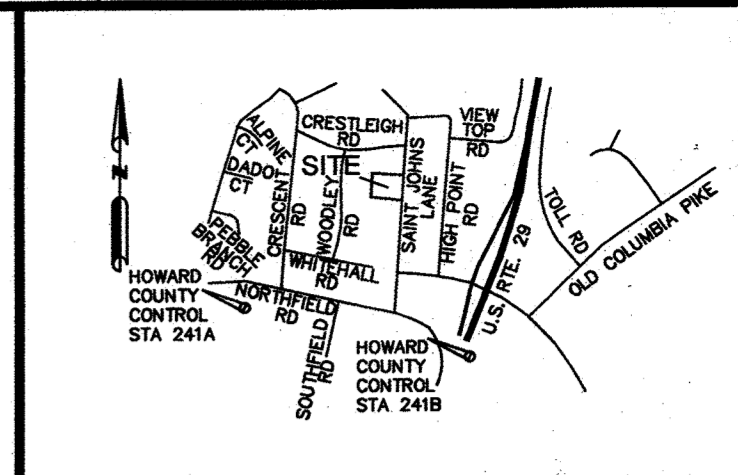 N
ALPINE
CT
DADO
CT
PEBBLE
BRANCH
RD
CRESCENT
RD
CRESTLEIGH
RD
SITE
WOODLEY
RD
SAINT JOHNS
LANE
VIEW
TOP
RD
HIGH POINT
RD
U.S. RTE. 29
TOLL RD
OLD COLUMBIA PIKE
WHITEHALL
RD
NORTHFIELD
RD
SOUTHFIELD
RD
HOWARD
COUNTY
CONTROL
STA 241A
HOWARD
COUNTY
CONTROL
STA 241B